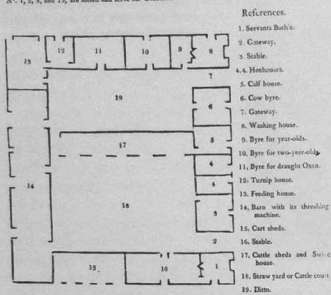 References.
1. Servants Bath'e.
2. Gateway.
3. Stable.
4.4. Henhouses.
5. Calf house.
6. Cow byre.
7. Gateway.
8. Washing house.
9. Byre for year-olds.
10. Byre for two-year-olds
11, Byre for draught Oxen.
12. Turnip house.
13. Feeding house.
14, Barn with its threshing
machine.
15, Cart sheds.
16, Stable.
17, Cattle sheds and
house.
18. Straw yard or Cattle court
19. Ditto.
13
12
11
10
9
8
7
19
6
5
17
4
4
14
18
3
2
15
16
1